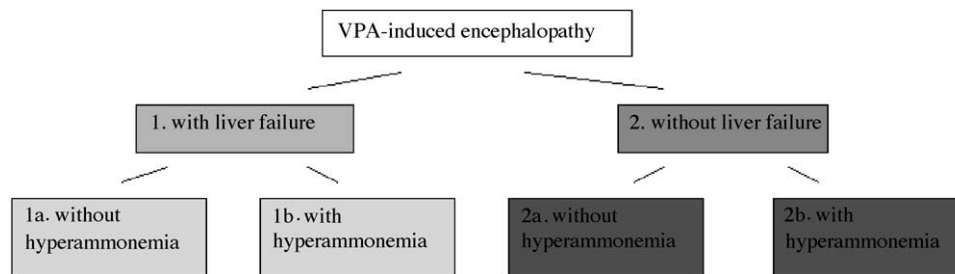 VPA-induced encephalopathy
1. with liver failure
2. without liver failure
1a. without
hyperammonemia
1b. with
hyperammonemia
2a. without
hyperammonemia
2b. with
hyperammonemia